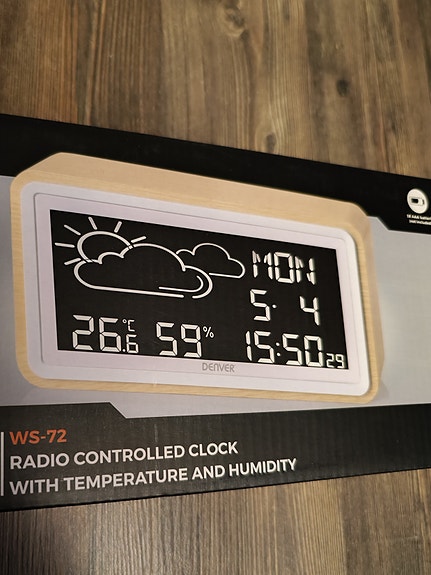 MON
5· 4
26.6°C 59% 15:50 29
DENVER
WS-72
RADIO CONTROLLED CLOCK
WITH TEMPERATURE AND HUMIDITY